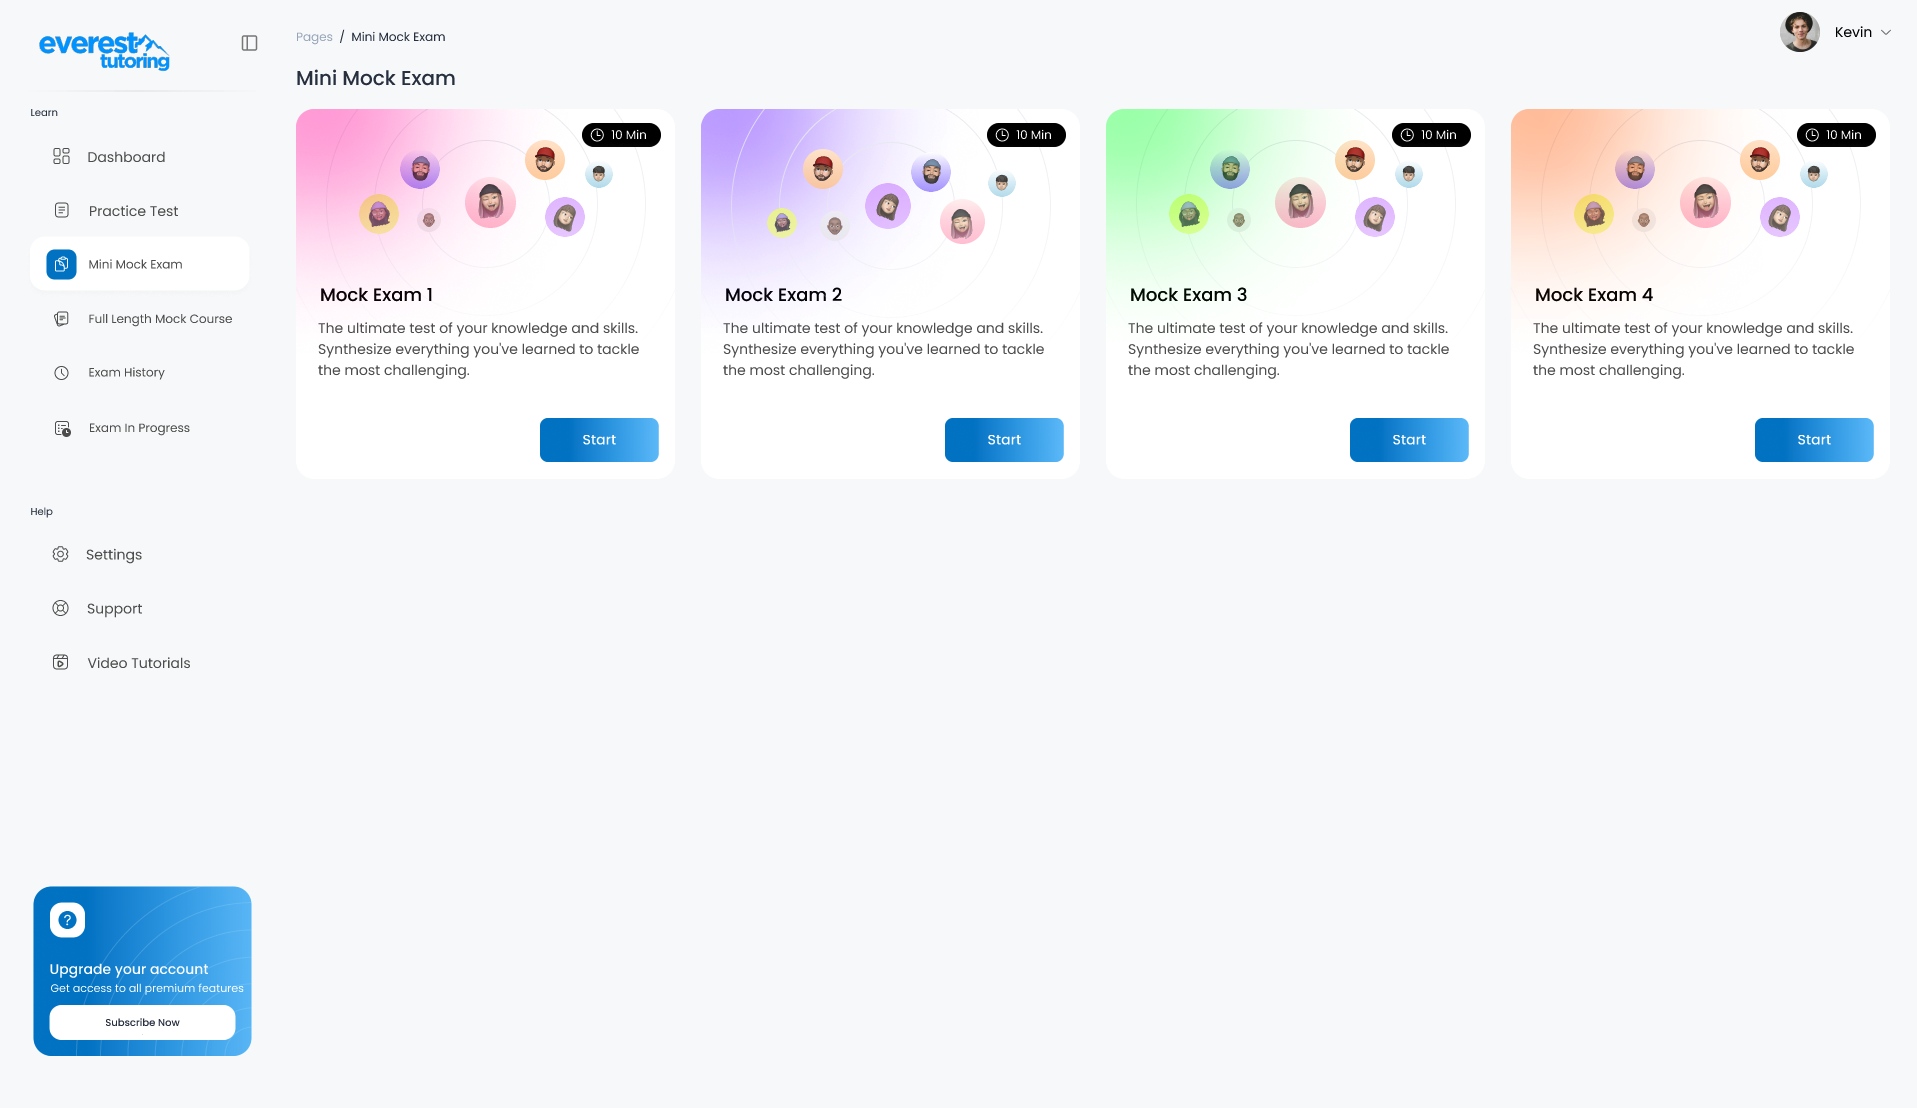 everest
tutoring
Pages / Mini Mock Exam
Kevin
Mini Mock Exam
Learn
Dashboard
Practice Test
Mini Mock Exam
Full Length Mock Course
Exam History
Exam In Progress
Help
Settings
Support
Video Tutorials
?
Upgrade your account
Get access to all premium features
Subscribe Now
10 Min
Mock Exam 1
The ultimate test of your knowledge and skills.
Synthesize everything you've learned to tackle
the most challenging.
Start
10 Min
Mock Exam 2
The ultimate test of your knowledge and skills.
Synthesize everything you've learned to tackle
the most challenging.
Start
10 Min
Mock Exam 3
The ultimate test of your knowledge and skills.
Synthesize everything you've learned to tackle
the most challenging.
Start
10 Min
Mock Exam 4
The ultimate test of your knowledge and skills.
Synthesize everything you've learned to tackle
the most challenging.
Start